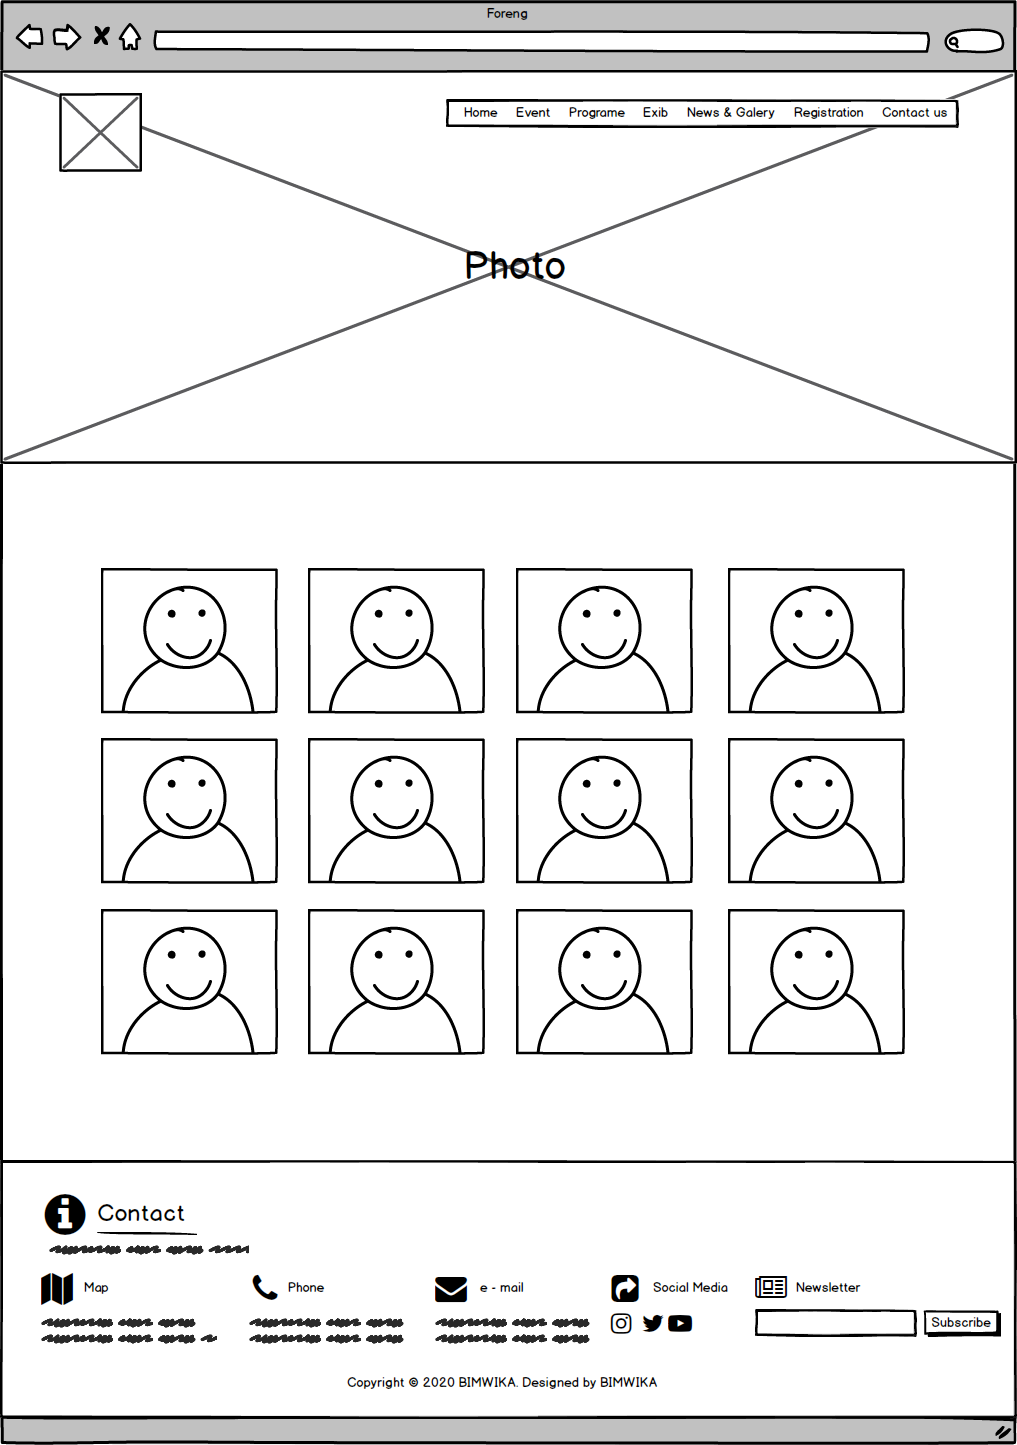 Foreng
Home Event Programe Exib News & Galery Registration Contact us
Photo
Contact
Map Phone e - mail Social Media Newsletter
Subscribe
Copyright © 2020 BIMWIKA. Designed by BIMWIKA